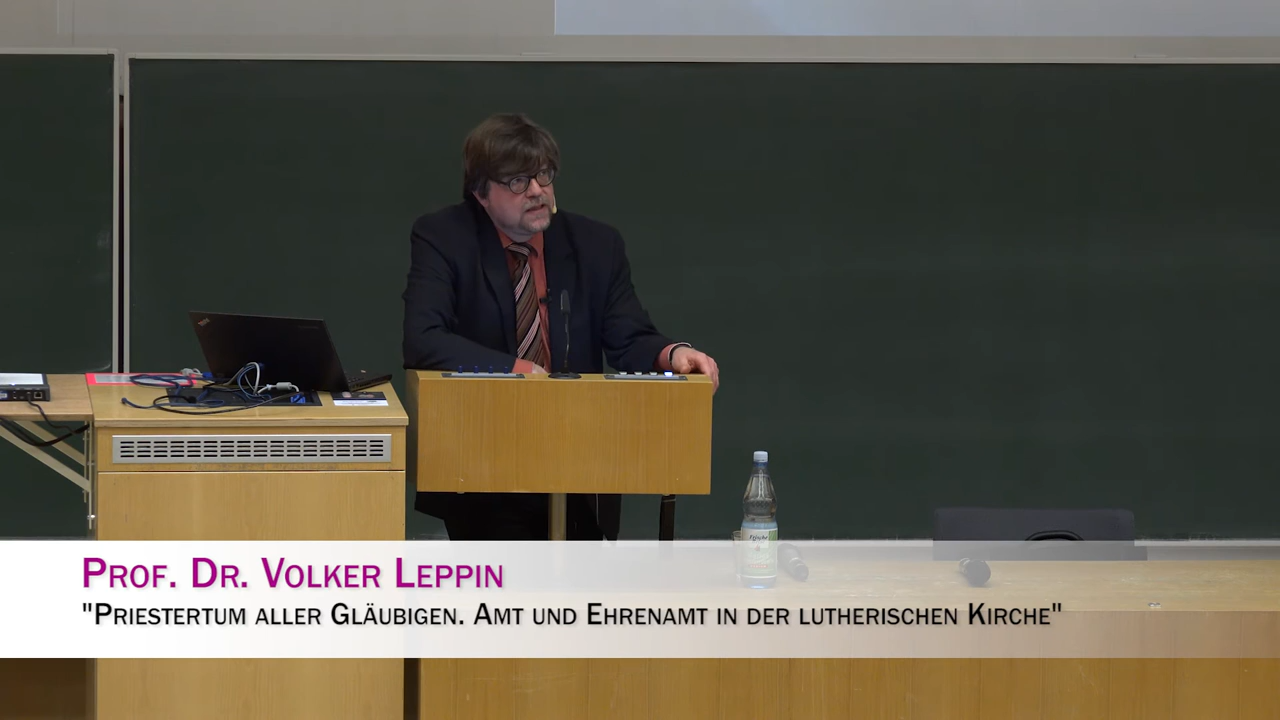 Prof. Dr. Volker Leppin
"Priestertum aller Gläubigen. Amt und Ehrenamt in der lutherischen Kirche"